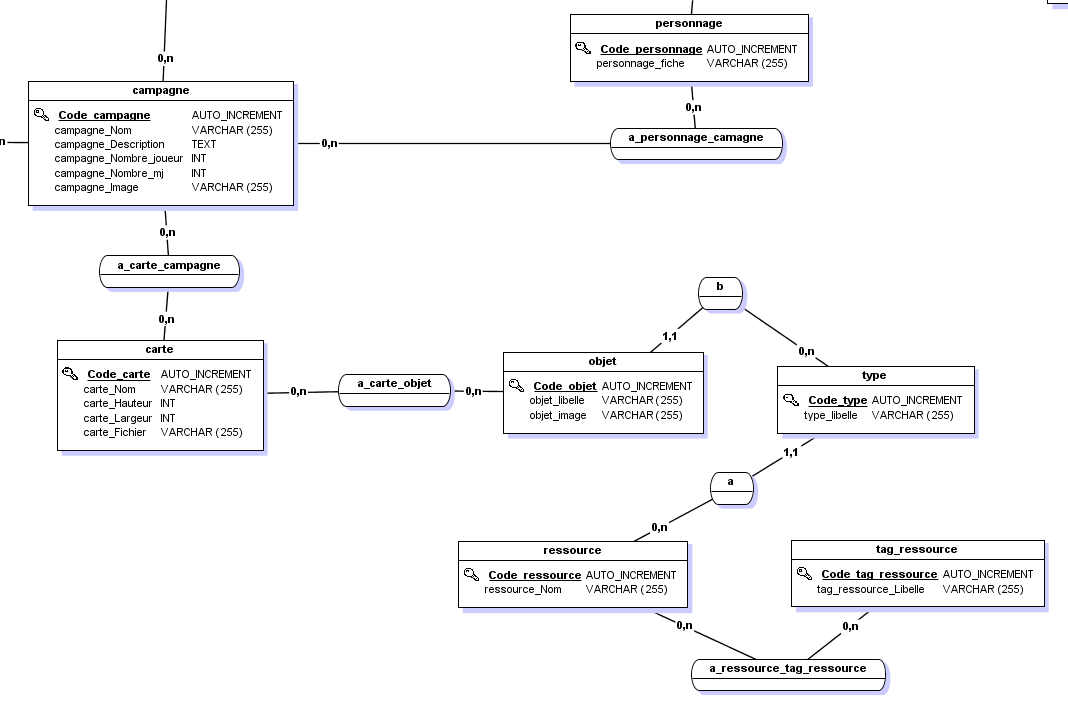 personnage
Code_personnage AUTO_INCREMENT
personnage_fiche VARCHAR (255)
0,n
0,n
campagne
Code_campagne AUTO_INCREMENT
campagne_Nom VARCHAR (255)
campagne_Description TEXT
campagne_Nombre_joueur INT
campagne_Nombre_mj INT
campagne_Image VARCHAR (255)
n
0,n
a_personnage_camagne
0,n
a_carte_campagne
0,n
b
1,1
0,n
carte
Code_carte AUTO_INCREMENT
carte_Nom VARCHAR (255)
carte_Hauteur INT
carte_Largeur INT
carte_Fichier VARCHAR (255)
0,n
a_carte_objet
0,n
objet
Code_objet AUTO_INCREMENT
objet_libelle VARCHAR (255)
objet_image VARCHAR (255)
type
Code_type AUTO_INCREMENT
type_libelle VARCHAR (255)
1,1
a
0,n
ressource
Code_ressource AUTO_INCREMENT
ressource_Nom VARCHAR (255)
tag_ressource
Code_tag_ressource AUTO_INCREMENT
tag_ressource_Libelle VARCHAR (255)
0,n
0,n
a_ressource_tag_ressource